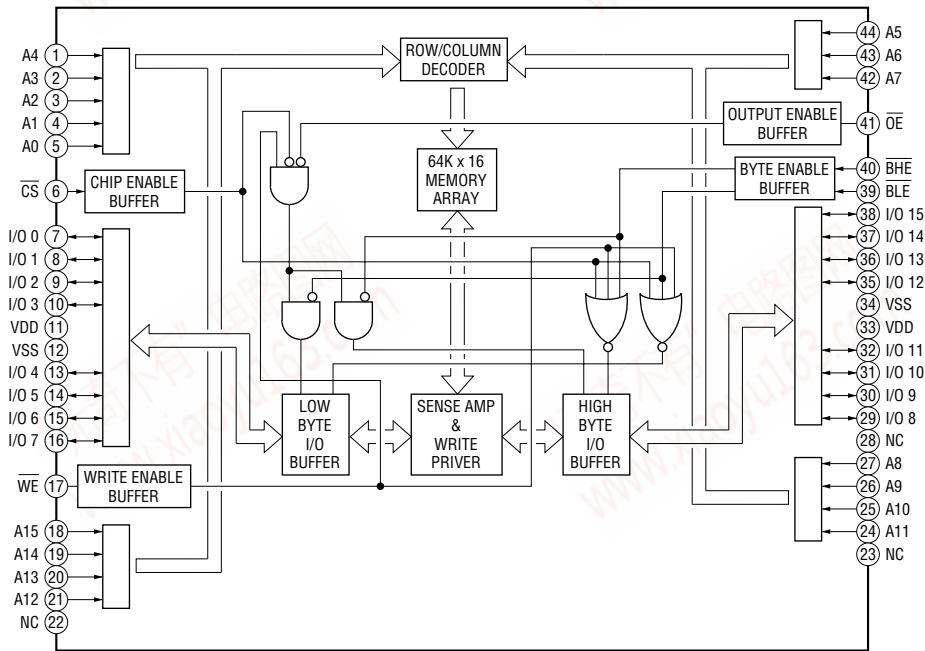 A4 1
A3 2
A2 3
A1 4
A0 5
C̅S̅ 6
I/O 0 7
I/O 1 8
I/O 2 9
I/O 3 10
VDD 11
VSS 12
I/O 4 13
I/O 5 14
I/O 6 15
I/O 7 16
W̅E̅ 17
A15 18
A14 19
A13 20
A12 21
NC 22
CHIP ENABLE
BUFFER
WRITE ENABLE
BUFFER
ROW/COLUMN
DECODER
64K x 16
MEMORY
ARRAY
LOW
BYTE
I/O
BUFFER
SENSE AMP
&
WRITE
PRIVER
HIGH
BYTE
I/O
BUFFER
OUTPUT ENABLE
BUFFER
BYTE ENABLE
BUFFER
44 A5
43 A6
42 A7
41 O̅E̅
40 B̅H̅E̅
39 B̅L̅E̅
38 I/O 15
37 I/O 14
36 I/O 13
35 I/O 12
34 VSS
33 VDD
32 I/O 11
31 I/O 10
30 I/O 9
29 I/O 8
28 NC
27 A8
26 A9
25 A10
24 A11
23 NC